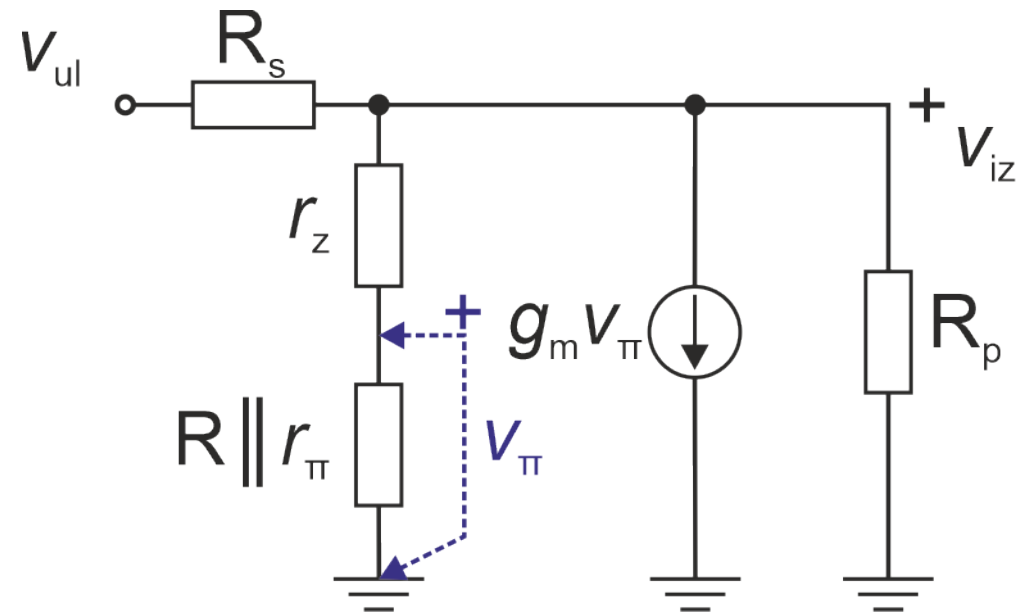 v_ul
R_s
+
v_iz
r_z
+
g_m v_π
R_p
R∥r_π
v_π